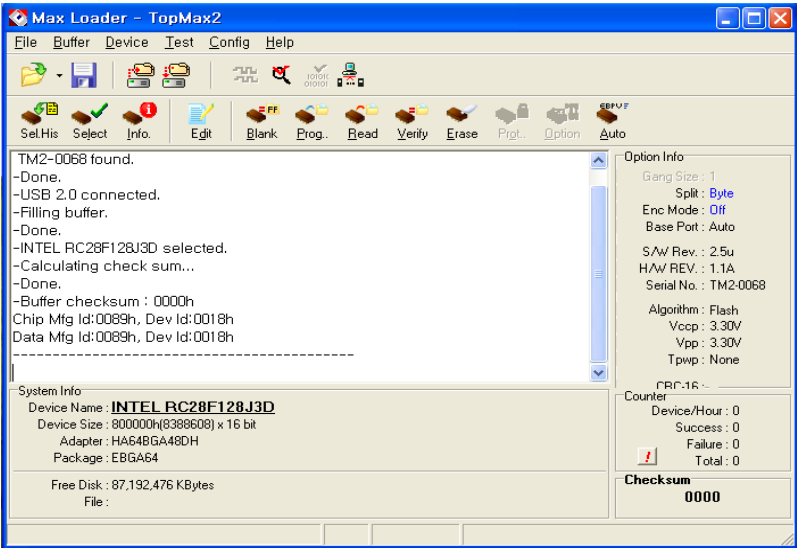 Max Loader - TopMax2
File Buffer Device Test Config Help
Sel.His Select Info. Edit Blank Prog.. Read Verify Erase Prot.. Option Auto
TM2-0068 found.
-Done.
-USB 2.0 connected.
-Filling buffer.
-Done.
-INTEL RC28F128J3D selected.
-Calculating check sum...
-Done.
-Buffer checksum : 0000h
Chip Mfg Id:0089h, Dev Id:0018h
Data Mfg Id:0089h, Dev Id:0018h
-------------------------------------------
Option Info
Gang Size : 1
Split : Byte
Enc Mode : Off
Base Port : Auto
S/W Rev. : 2.5u
H/W REV. : 1.1A
Serial No. : TM2-0068
Algorithm : Flash
Vccp : 3.30V
Vpp : 3.30V
Tpwp : None
CRC-16 : -
System Info
Device Name : INTEL RC28F128J3D
Device Size : 800000h(8388608) x 16 bit
Adapter : HA64BGA48DH
Package : EBGA64
Free Disk : 87,192,476 KBytes
File :
Counter
Device/Hour : 0
Success : 0
Failure : 0
Total : 0
Checksum
0000